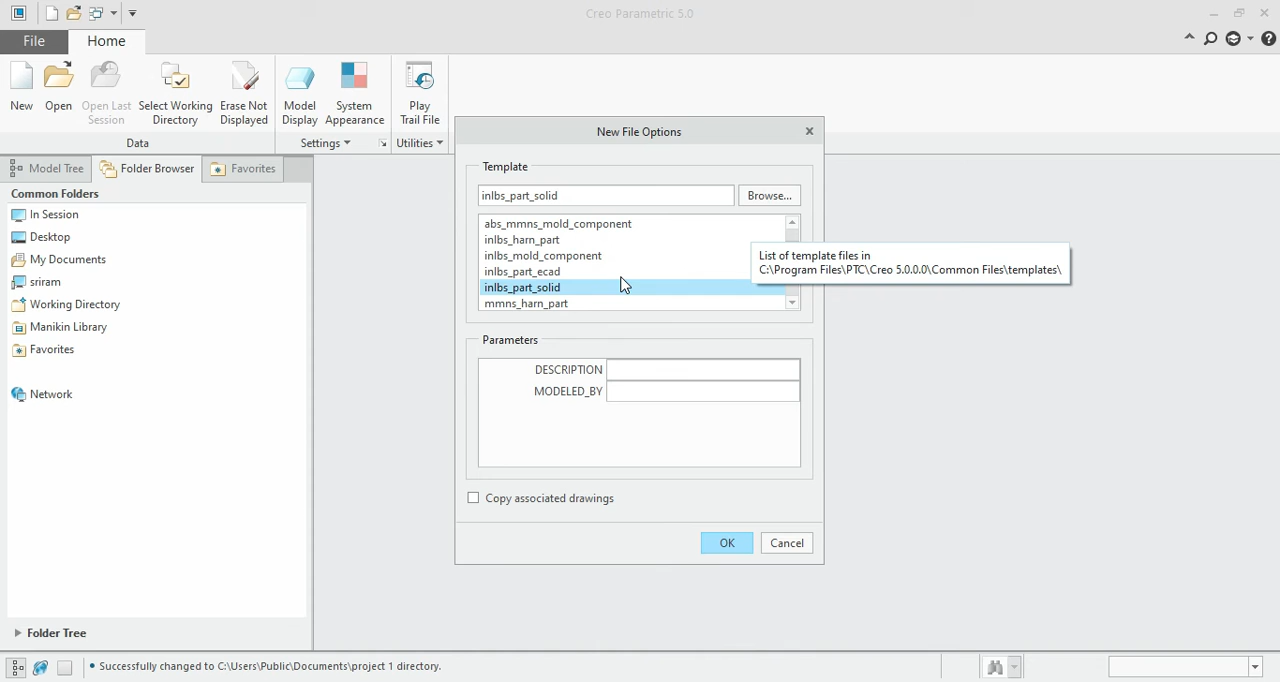 Creo Parametric 5.0
File
Home
New
Open
Open Last Session
Select Working Directory
Erase Not Displayed
Model Display
System Appearance
Play Trail File
Data
Settings
Utilities
Model Tree
Folder Browser
Favorites
Common Folders
In Session
Desktop
My Documents
sriram
Working Directory
Manikin Library
Favorites
Network
Folder Tree
New File Options
Template
inlbs_part_solid
Browse...
abs_mmns_mold_component
inlbs_harn_part
inlbs_mold_component
inlbs_part_ecad
inlbs_part_solid
mmns_harn_part
List of template files in
C:\Program Files\PTC\Creo 5.0.0.0\Common Files\templates\
Parameters
DESCRIPTION
MODELED_BY
Copy associated drawings
OK
Cancel
• Successfully changed to C:\Users\Public\Documents\project 1 directory.